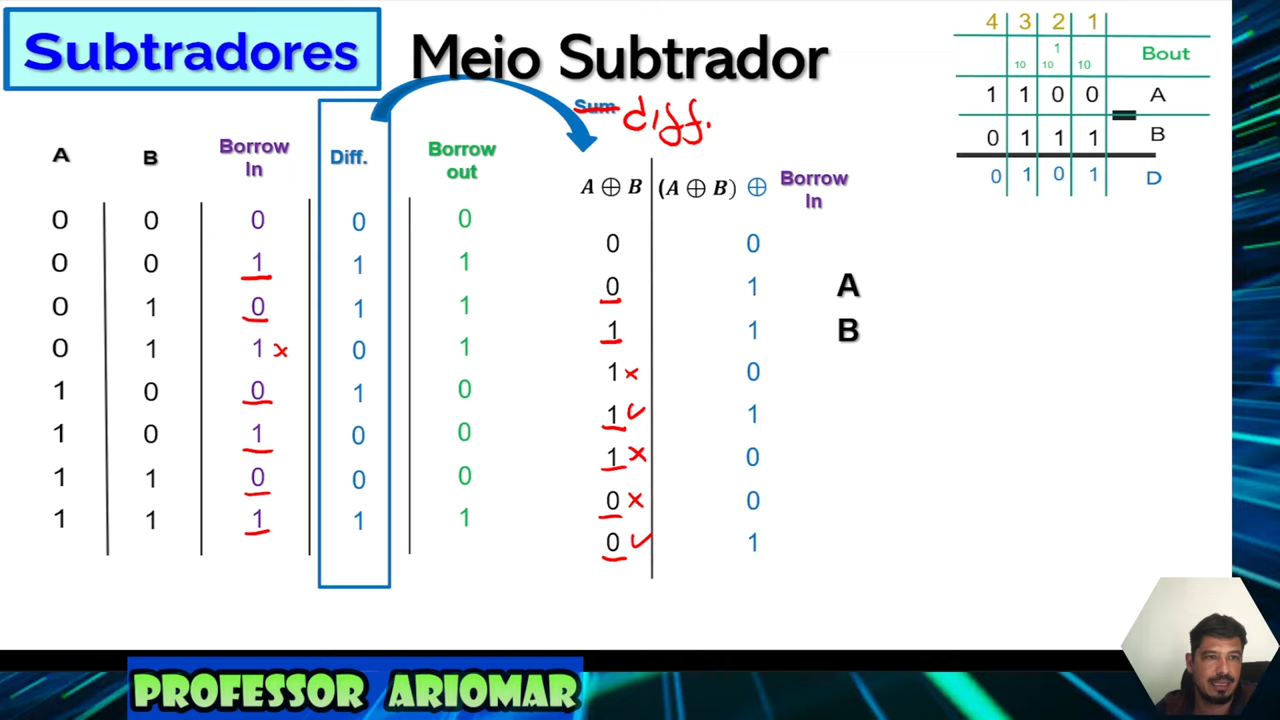 Subtradores
Meio Subtrador
Sum diff.
A B Borrow In Diff. Borrow out
0 0 0 0 0
0 0 1 1 1
0 1 0 1 1
0 1 1 x 0 1
1 0 0 1 0
1 0 1 0 0
1 1 0 0 0
1 1 1 1 1
A ⊕ B (A ⊕ B) ⊕ Borrow In
0 0
0 1
1 1
1 x 0
1 ✓ 1
1 x 0
0 x 0
0 ✓ 1
A
B
4 3 2 1
1
10 10 10 Bout
1 1 0 0 A
0 1 1 1 B
0 1 0 1 D
PROFESSOR ARIOMAR